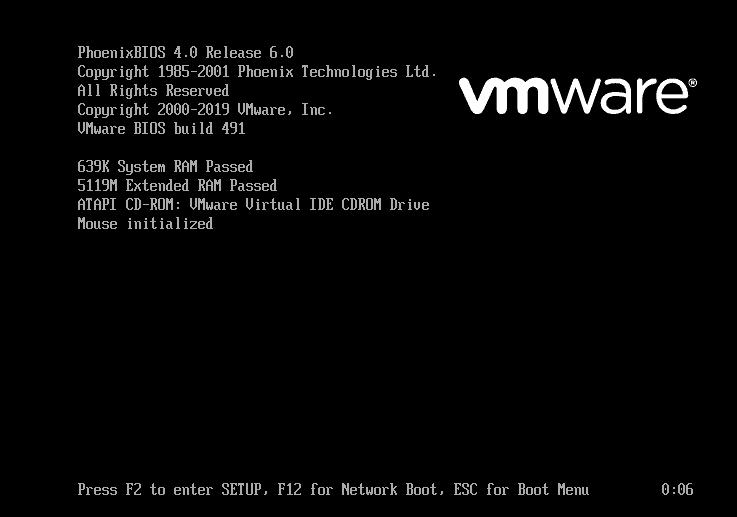 PhoenixBIOS 4.0 Release 6.0
Copyright 1985-2001 Phoenix Technologies Ltd.
All Rights Reserved
Copyright 2000-2019 VMware, Inc.
VMware BIOS build 491
vmware®
639K System RAM Passed
5119M Extended RAM Passed
ATAPI CD-ROM: VMware Virtual IDE CDROM Drive
Mouse initialized
Press F2 to enter SETUP, F12 for Network Boot, ESC for Boot Menu 0:06